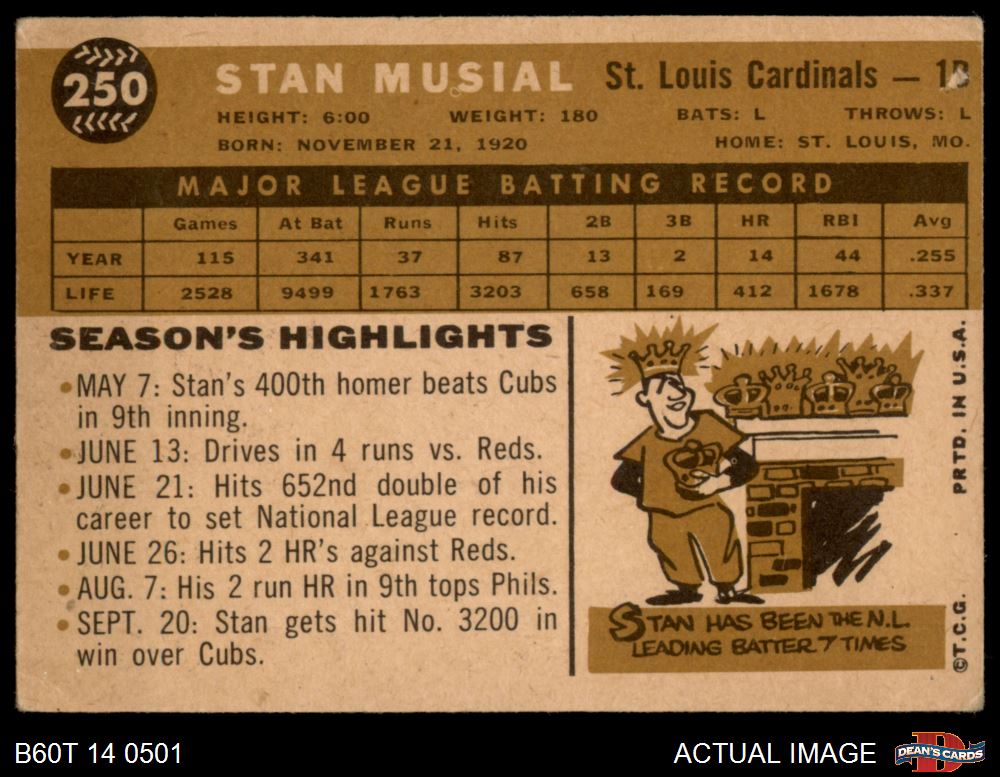 250
STAN MUSIAL St. Louis Cardinals — 1B
HEIGHT: 6:00 WEIGHT: 180 BATS: L THROWS: L
BORN: NOVEMBER 21, 1920 HOME: ST. LOUIS, MO.
MAJOR LEAGUE BATTING RECORD
Games At Bat Runs Hits 2B 3B HR RBI Avg
YEAR 115 341 37 87 13 2 14 44 .255
LIFE 2528 9499 1763 3203 658 169 412 1678 .337
SEASON'S HIGHLIGHTS
• MAY 7: Stan's 400th homer beats Cubs
in 9th inning.
• JUNE 13: Drives in 4 runs vs. Reds.
• JUNE 21: Hits 652nd double of his
career to set National League record.
• JUNE 26: Hits 2 HR's against Reds.
• AUG. 7: His 2 run HR in 9th tops Phils.
• SEPT. 20: Stan gets hit No. 3200 in
win over Cubs.
STAN HAS BEEN THE N.L.
LEADING BATTER 7 TIMES
©T.C.G. PRTD. IN U.S.A.
B60T 14 0501 ACTUAL IMAGE
DEAN'S CARDS